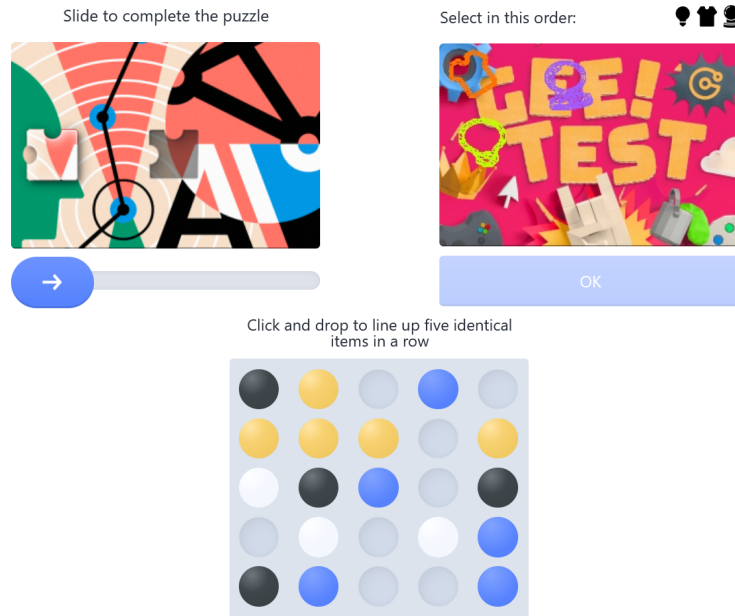 Slide to complete the puzzle
Select in this order:
GEE!
TEST
OK
Click and drop to line up five identical
items in a row